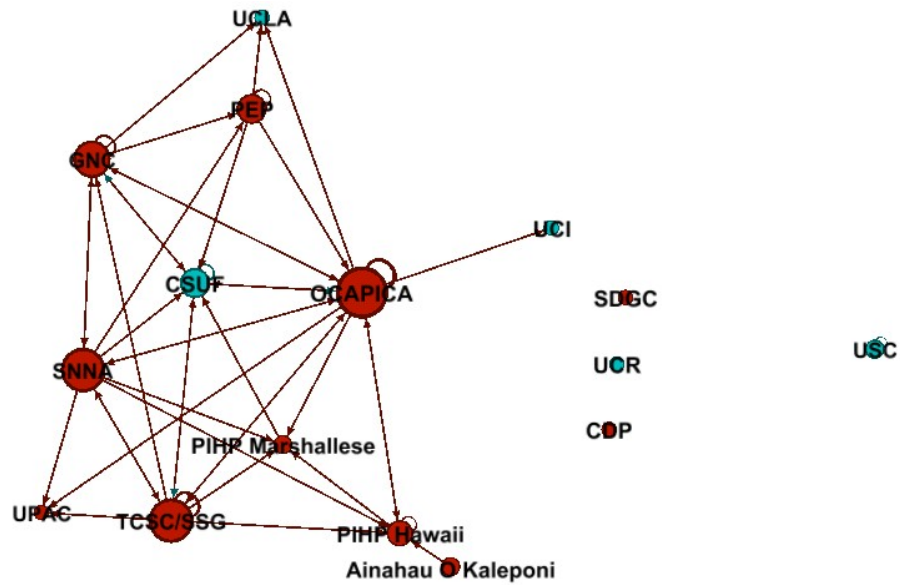 UCLA
PEP
GNC
UCI
CSUF
OCAPICA
SDGC
USC
UCR
SNNA
CDP
PIHP Marshallese
UPAC
TCSC/SSG
PIHP Hawaii
Ainahau O Kaleponi